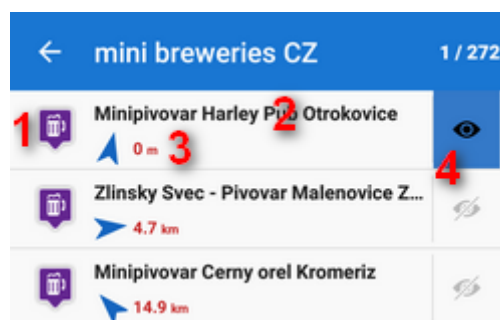 mini breweries CZ 1 / 272
1 Minipivovar Harley Pub Otrokovice 2
0 m 3
4
Zlinsky Svec - Pivovar Malenovice Z...
4.7 km
Minipivovar Cerny orel Kromeriz
14.9 km